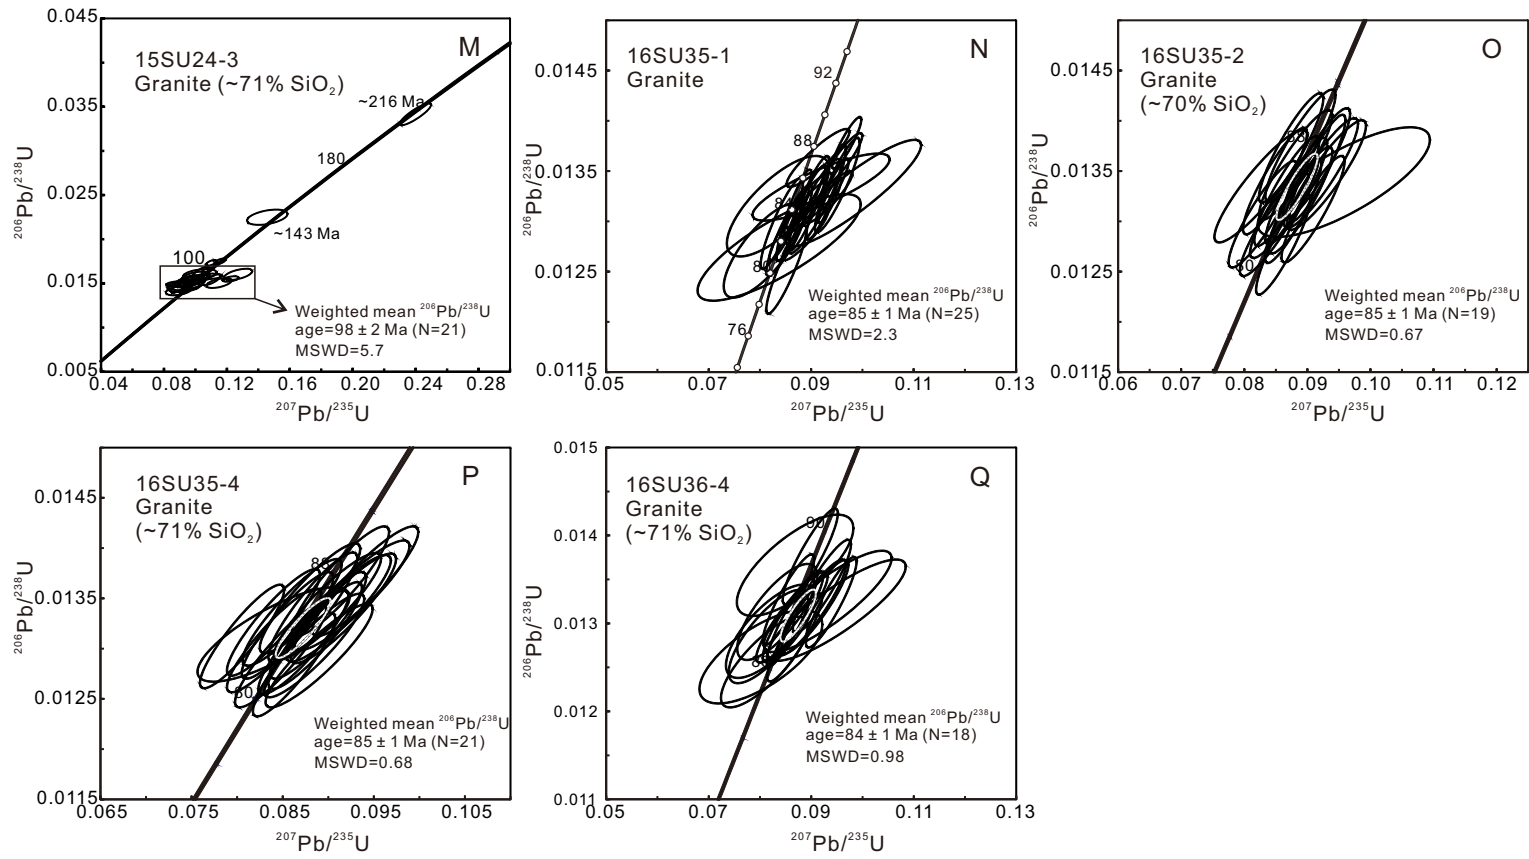 M
15SU24-3
Granite (~71% SiO₂)
~216 Ma
180
~143 Ma
100
Weighted mean ²⁰⁶Pb/²³⁸U
age=98 ± 2 Ma (N=21)
MSWD=5.7
0.045
0.035
0.025
0.015
0.005
0.04
0.08
0.12
0.16
0.20
0.24
0.28
²⁰⁶Pb/²³⁸U
²⁰⁷Pb/²³⁵U
N
16SU35-1
Granite
92
88
80
76
Weighted mean ²⁰⁶Pb/²³⁸U
age=85 ± 1 Ma (N=25)
MSWD=2.3
0.0145
0.0135
0.0125
0.0115
0.05
0.07
0.09
0.11
0.13
²⁰⁶Pb/²³⁸U
²⁰⁷Pb/²³⁵U
O
16SU35-2
Granite
(~70% SiO₂)
88
80
Weighted mean ²⁰⁶Pb/²³⁸U
age=85 ± 1 Ma (N=19)
MSWD=0.67
0.0145
0.0135
0.0125
0.0115
0.06
0.07
0.08
0.09
0.10
0.11
0.12
²⁰⁶Pb/²³⁸U
²⁰⁷Pb/²³⁵U
P
16SU35-4
Granite
(~71% SiO₂)
80
Weighted mean ²⁰⁶Pb/²³⁸U
age=85 ± 1 Ma (N=21)
MSWD=0.68
0.0145
0.0135
0.0125
0.0115
0.065
0.075
0.085
0.095
0.105
²⁰⁶Pb/²³⁸U
²⁰⁷Pb/²³⁵U
Q
16SU36-4
Granite
(~71% SiO₂)
90
Weighted mean ²⁰⁶Pb/²³⁸U
age=84 ± 1 Ma (N=18)
MSWD=0.98
0.015
0.014
0.013
0.012
0.011
0.05
0.07
0.09
0.11
0.13
²⁰⁶Pb/²³⁸U
²⁰⁷Pb/²³⁵U